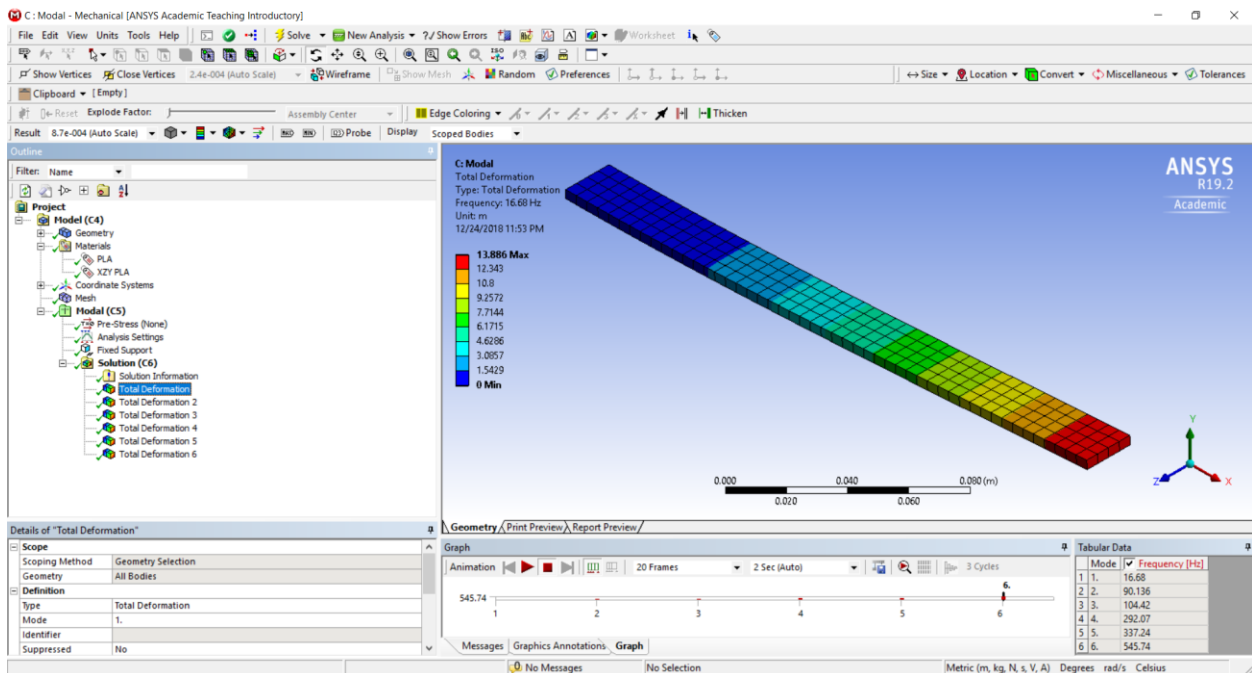 C : Modal - Mechanical [ANSYS Academic Teaching Introductory]
File Edit View Units Tools Help Solve New Analysis ?/ Show Errors Worksheet
Show Vertices Close Vertices 2.4e-004 (Auto Scale) Wireframe Show Mesh Random Preferences Size Location Convert Miscellaneous Tolerances
Clipboard [Empty]
Reset Explode Factor: Assembly Center Edge Coloring Thicken
Result 8.7e-004 (Auto Scale) Probe Display Scoped Bodies
Outline
Filter: Name
Project
Model (C4)
Geometry
Materials
PLA
XZY PLA
Coordinate Systems
Mesh
Modal (C5)
Pre-Stress (None)
Analysis Settings
Fixed Support
Solution (C6)
Solution Information
Total Deformation
Total Deformation 2
Total Deformation 3
Total Deformation 4
Total Deformation 5
Total Deformation 6
C: Modal
Total Deformation
Type: Total Deformation
Frequency: 16.68 Hz
Unit: m
12/24/2018 11:53 PM
13.886 Max
12.343
10.8
9.2572
7.7144
6.1715
4.6286
3.0857
1.5429
0 Min
ANSYS
R19.2
Academic
Y
Z X
0.000 0.040 0.080 (m)
0.020 0.060
Geometry Print Preview Report Preview
Details of "Total Deformation"
Scope
Scoping Method Geometry Selection
Geometry All Bodies
Definition
Type Total Deformation
Mode 1.
Identifier
Suppressed No
Graph
Animation 20 Frames 2 Sec (Auto) 3 Cycles
6.
545.74
1 2 3 4 5 6
Messages Graphics Annotations Graph
Tabular Data
Mode Frequency [Hz]
1 1. 16.68
2 2. 90.136
3 3. 104.42
4 4. 292.07
5 5. 337.24
6 6. 545.74
No Messages No Selection Metric (m, kg, N, s, V, A) Degrees rad/s Celsius